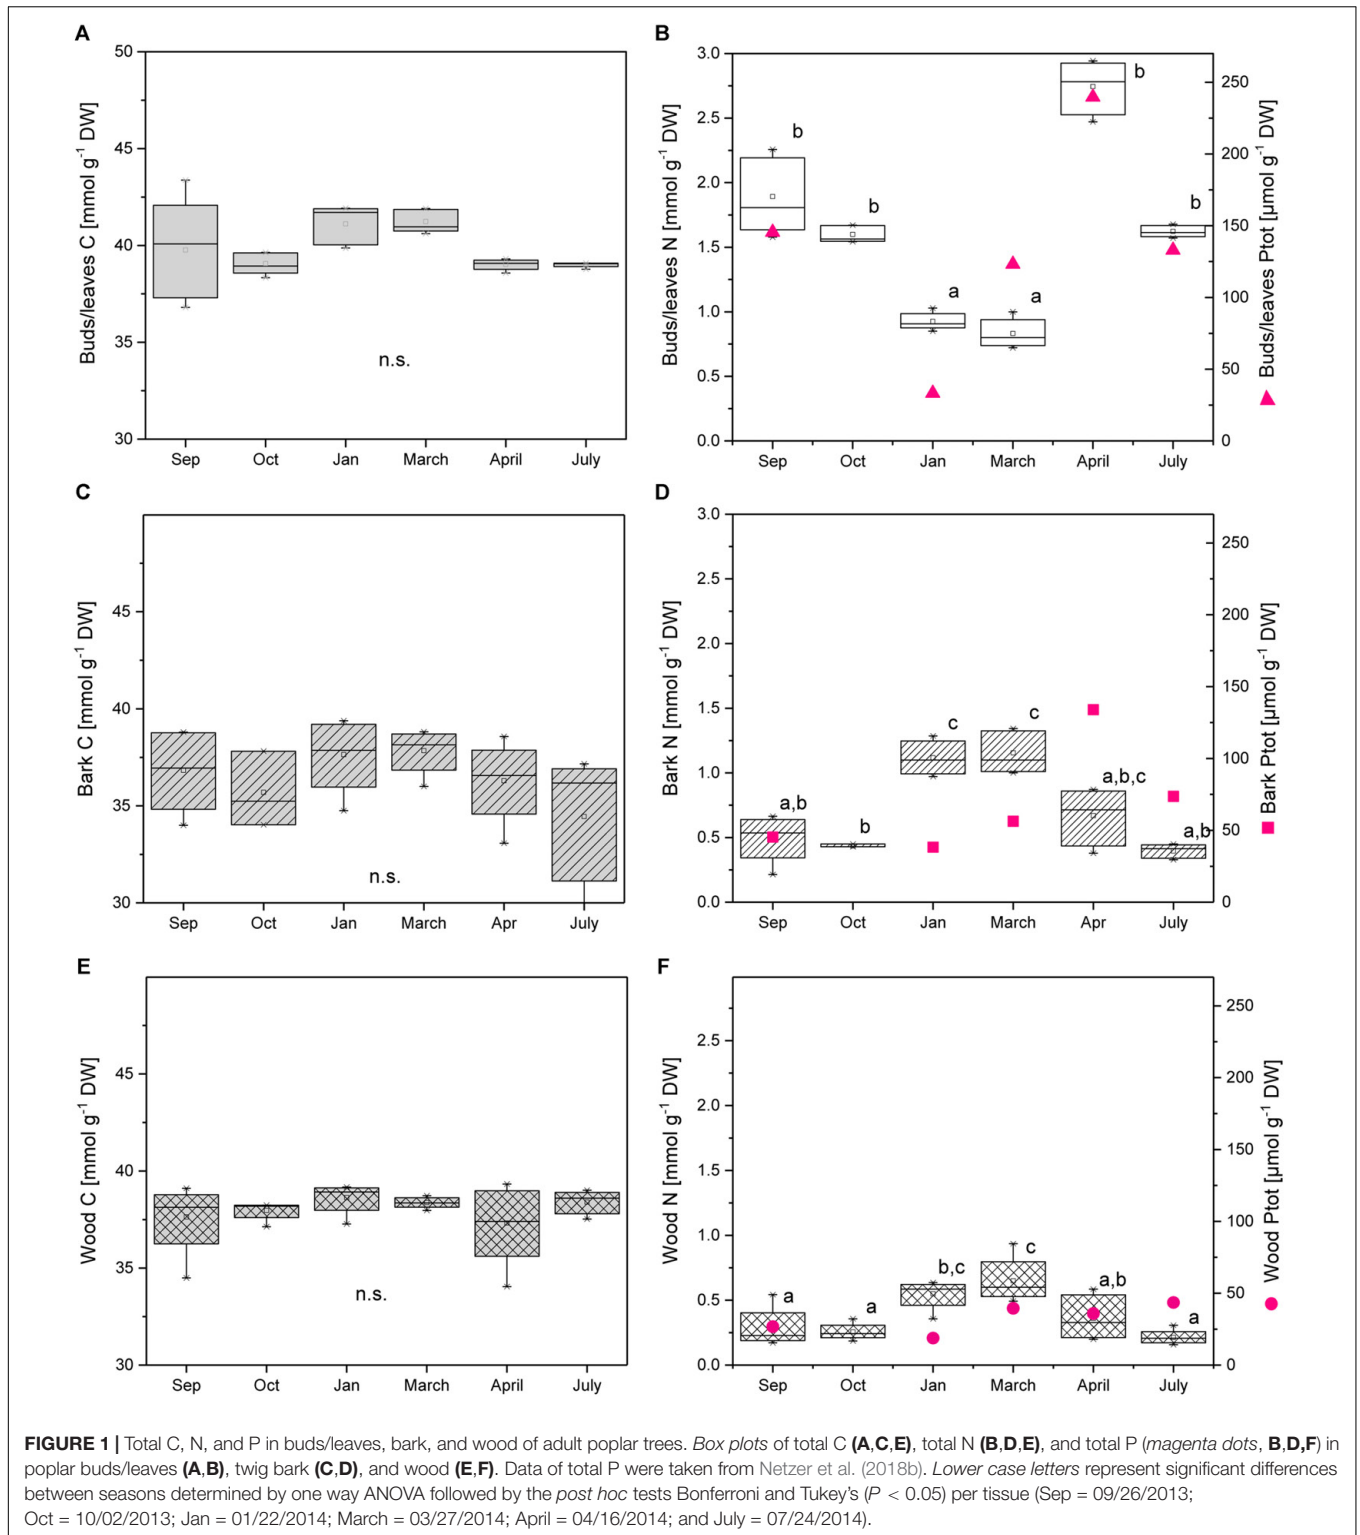 A
50
45
40
35
30
Buds/leaves C [mmol g-1 DW]
n.s.
Sep Oct Jan March April July
B
3.0
2.5
2.0
1.5
1.0
0.5
0.0
Buds/leaves N [mmol g-1 DW]
b b a a b b
250
200
150
100
50
0
Buds/leaves Ptot [µmol g-1 DW]
Sep Oct Jan March April July
C
45
40
35
30
Bark C [mmol g-1 DW]
n.s.
Sep Oct Jan March Apr July
D
3.0
2.5
2.0
1.5
1.0
0.5
0.0
Bark N [mmol g-1 DW]
a,b b c c a,b,c a,b
250
200
150
100
50
0
Bark Ptot [µmol g-1 DW]
Sep Oct Jan March Apr July
E
45
40
35
30
Wood C [mmol g-1 DW]
n.s.
Sep Oct Jan March April July
F
2.5
2.0
1.5
1.0
0.5
0.0
Wood N [mmol g-1 DW]
a a b,c c a,b a
250
200
150
100
50
0
Wood Ptot [µmol g-1 DW]
Sep Oct Jan March April July
FIGURE 1 | Total C, N, and P in buds/leaves, bark, and wood of adult poplar trees. Box plots of total C (A,C,E), total N (B,D,E), and total P (magenta dots, B,D,F) in
poplar buds/leaves (A,B), twig bark (C,D), and wood (E,F). Data of total P were taken from Netzer et al. (2018b). Lower case letters represent significant differences
between seasons determined by one way ANOVA followed by the post hoc tests Bonferroni and Tukey's (P < 0.05) per tissue (Sep = 09/26/2013;
Oct = 10/02/2013; Jan = 01/22/2014; March = 03/27/2014; April = 04/16/2014; and July = 07/24/2014).